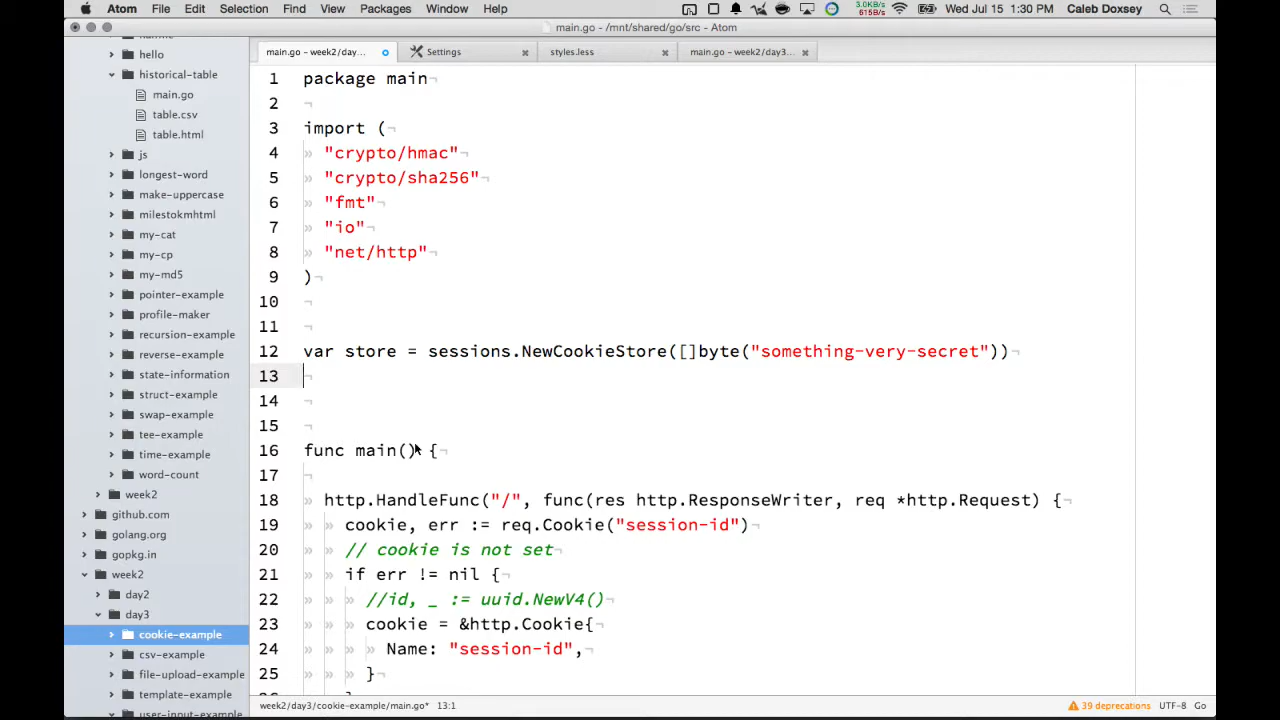 Atom File Edit Selection Find View Packages Window Help 3.0KB/s 615B/s Wed Jul 15 1:30 PM Caleb Doxsey
main.go - /mnt/shared/go/src - Atom
hello
historical-table
main.go
table.csv
table.html
js
longest-word
make-uppercase
milestokmhtml
my-cat
my-cp
my-md5
pointer-example
profile-maker
recursion-example
reverse-example
state-information
struct-example
swap-example
tee-example
time-example
word-count
week2
github.com
golang.org
gopkg.in
week2
day2
day3
cookie-example
csv-example
file-upload-example
template-example
user-input-example
main.go - week2/day... Settings styles.less main.go - week2/day3...
1 package main¬
2 ¬
3 import (¬
4 » "crypto/hmac"¬
5 » "crypto/sha256"¬
6 » "fmt"¬
7 » "io"¬
8 » "net/http"¬
9 )¬
10 ¬
11 ¬
12 var store = sessions.NewCookieStore([]byte("something-very-secret"))¬
13 ¬
14 ¬
15 ¬
16 func main() {¬
17 ¬
18 » http.HandleFunc("/", func(res http.ResponseWriter, req *http.Request) {¬
19 » » cookie, err := req.Cookie("session-id")¬
20 » » // cookie is not set¬
21 » » if err != nil {¬
22 » » » //id, _ := uuid.NewV4()¬
23 » » » cookie = &http.Cookie{¬
24 » » » » Name: "session-id",¬
25 » » » }¬
week2/day3/cookie-example/main.go* 13:1 39 deprecations UTF-8 Go